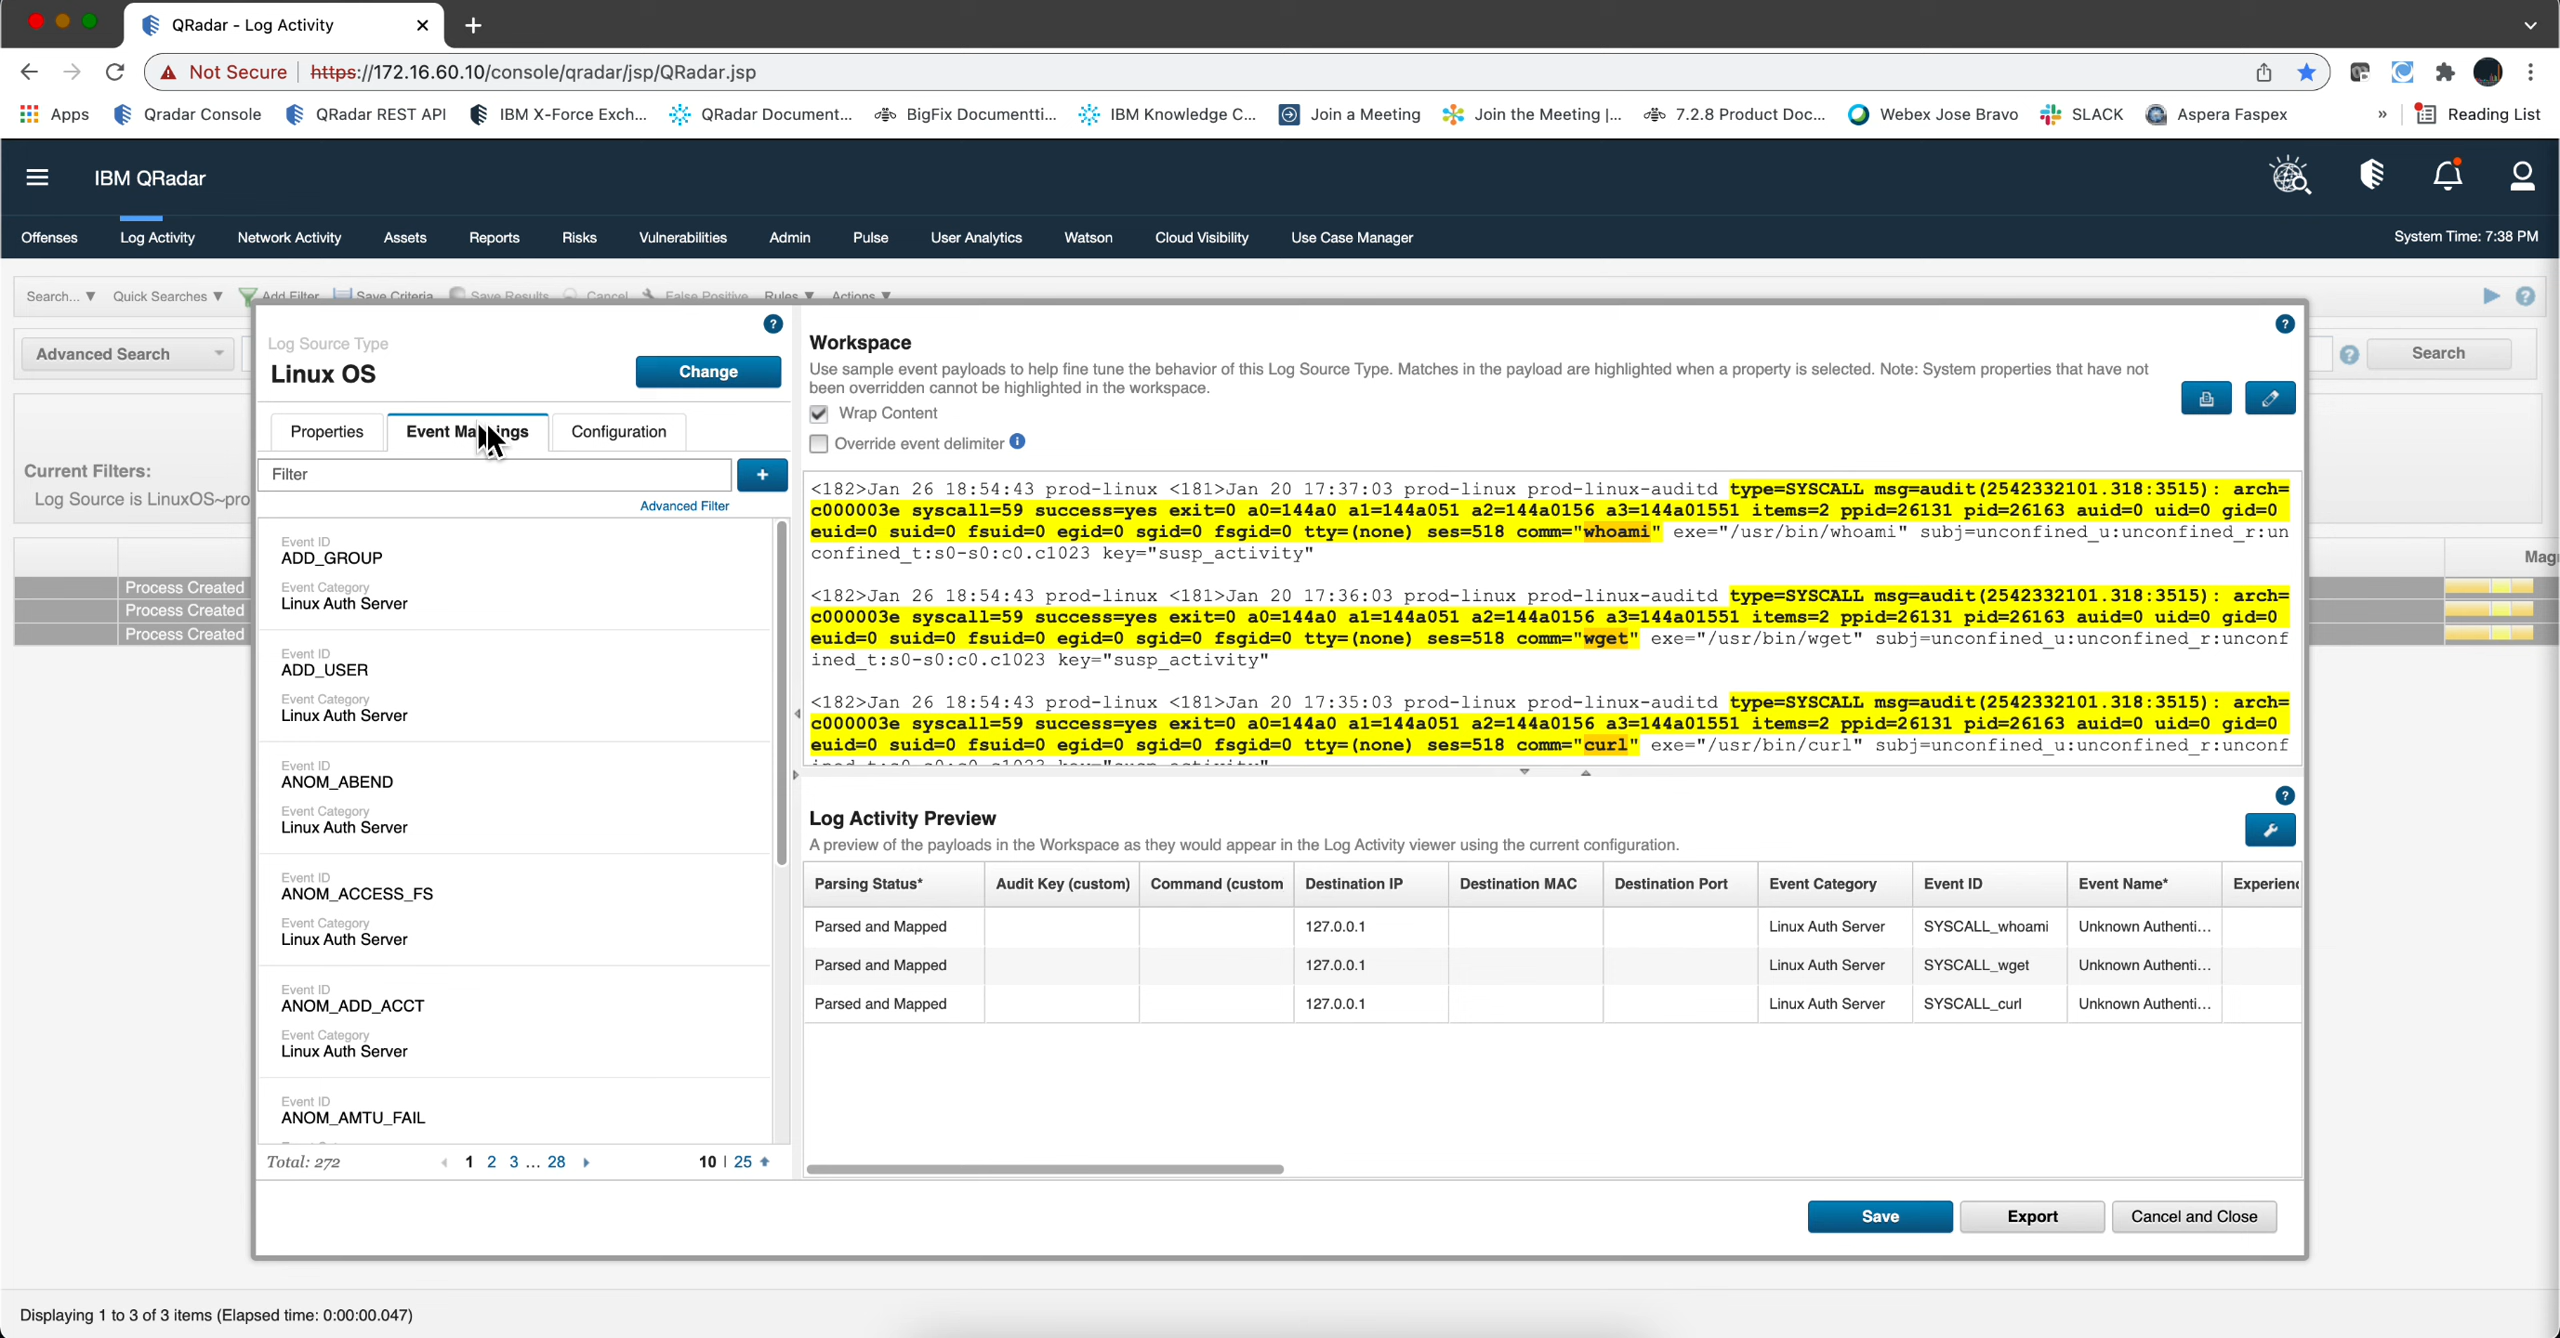 QRadar - Log Activity
Not Secure | https://172.16.60.10/console/qradar/jsp/QRadar.jsp
Apps Qradar Console QRadar REST API IBM X-Force Exch... QRadar Document... BigFix Documentti... IBM Knowledge C... Join a Meeting Join the Meeting |... 7.2.8 Product Doc... Webex Jose Bravo SLACK Aspera Faspex » Reading List
IBM QRadar
Offenses Log Activity Network Activity Assets Reports Risks Vulnerabilities Admin Pulse User Analytics Watson Cloud Visibility Use Case Manager System Time: 7:38 PM
Search... Quick Searches Add Filter Save Criteria Save Results Cancel False Positive Rules Actions
Advanced Search
Search
Current Filters:
Log Source is LinuxOS~pro
Mag
Process Created
Process Created
Process Created
Log Source Type
Linux OS
Change
Properties Event Mappings Configuration
Filter
+
Advanced Filter
Event ID
ADD_GROUP
Event Category
Linux Auth Server
Event ID
ADD_USER
Event Category
Linux Auth Server
Event ID
ANOM_ABEND
Event Category
Linux Auth Server
Event ID
ANOM_ACCESS_FS
Event Category
Linux Auth Server
Event ID
ANOM_ADD_ACCT
Event Category
Linux Auth Server
Event ID
ANOM_AMTU_FAIL
Total: 272 1 2 3 ... 28 10 | 25
Workspace
Use sample event payloads to help fine tune the behavior of this Log Source Type. Matches in the payload are highlighted when a property is selected. Note: System properties that have not
been overridden cannot be highlighted in the workspace.
Wrap Content
Override event delimiter
<182>Jan 26 18:54:43 prod-linux <181>Jan 20 17:37:03 prod-linux prod-linux-auditd type=SYSCALL msg=audit(2542332101.318:3515): arch=
c000003e syscall=59 success=yes exit=0 a0=144a0 a1=144a051 a2=144a0156 a3=144a01551 items=2 ppid=26131 pid=26163 auid=0 uid=0 gid=0
euid=0 suid=0 fsuid=0 egid=0 sgid=0 fsgid=0 tty=(none) ses=518 comm="whoami" exe="/usr/bin/whoami" subj=unconfined_u:unconfined_r:un
confined_t:s0-s0:c0.c1023 key="susp_activity"
<182>Jan 26 18:54:43 prod-linux <181>Jan 20 17:36:03 prod-linux prod-linux-auditd type=SYSCALL msg=audit(2542332101.318:3515): arch=
c000003e syscall=59 success=yes exit=0 a0=144a0 a1=144a051 a2=144a0156 a3=144a01551 items=2 ppid=26131 pid=26163 auid=0 uid=0 gid=0
euid=0 suid=0 fsuid=0 egid=0 sgid=0 fsgid=0 tty=(none) ses=518 comm="wget" exe="/usr/bin/wget" subj=unconfined_u:unconfined_r:unconf
ined_t:s0-s0:c0.c1023 key="susp_activity"
<182>Jan 26 18:54:43 prod-linux <181>Jan 20 17:35:03 prod-linux prod-linux-auditd type=SYSCALL msg=audit(2542332101.318:3515): arch=
c000003e syscall=59 success=yes exit=0 a0=144a0 a1=144a051 a2=144a0156 a3=144a01551 items=2 ppid=26131 pid=26163 auid=0 uid=0 gid=0
euid=0 suid=0 fsuid=0 egid=0 sgid=0 fsgid=0 tty=(none) ses=518 comm="curl" exe="/usr/bin/curl" subj=unconfined_u:unconfined_r:unconf
Log Activity Preview
A preview of the payloads in the Workspace as they would appear in the Log Activity viewer using the current configuration.
Parsing Status* Audit Key (custom) Command (custom Destination IP Destination MAC Destination Port Event Category Event ID Event Name* Experienc
Parsed and Mapped 127.0.0.1 Linux Auth Server SYSCALL_whoami Unknown Authenti...
Parsed and Mapped 127.0.0.1 Linux Auth Server SYSCALL_wget Unknown Authenti...
Parsed and Mapped 127.0.0.1 Linux Auth Server SYSCALL_curl Unknown Authenti...
Save Export Cancel and Close
Displaying 1 to 3 of 3 items (Elapsed time: 0:00:00.047)